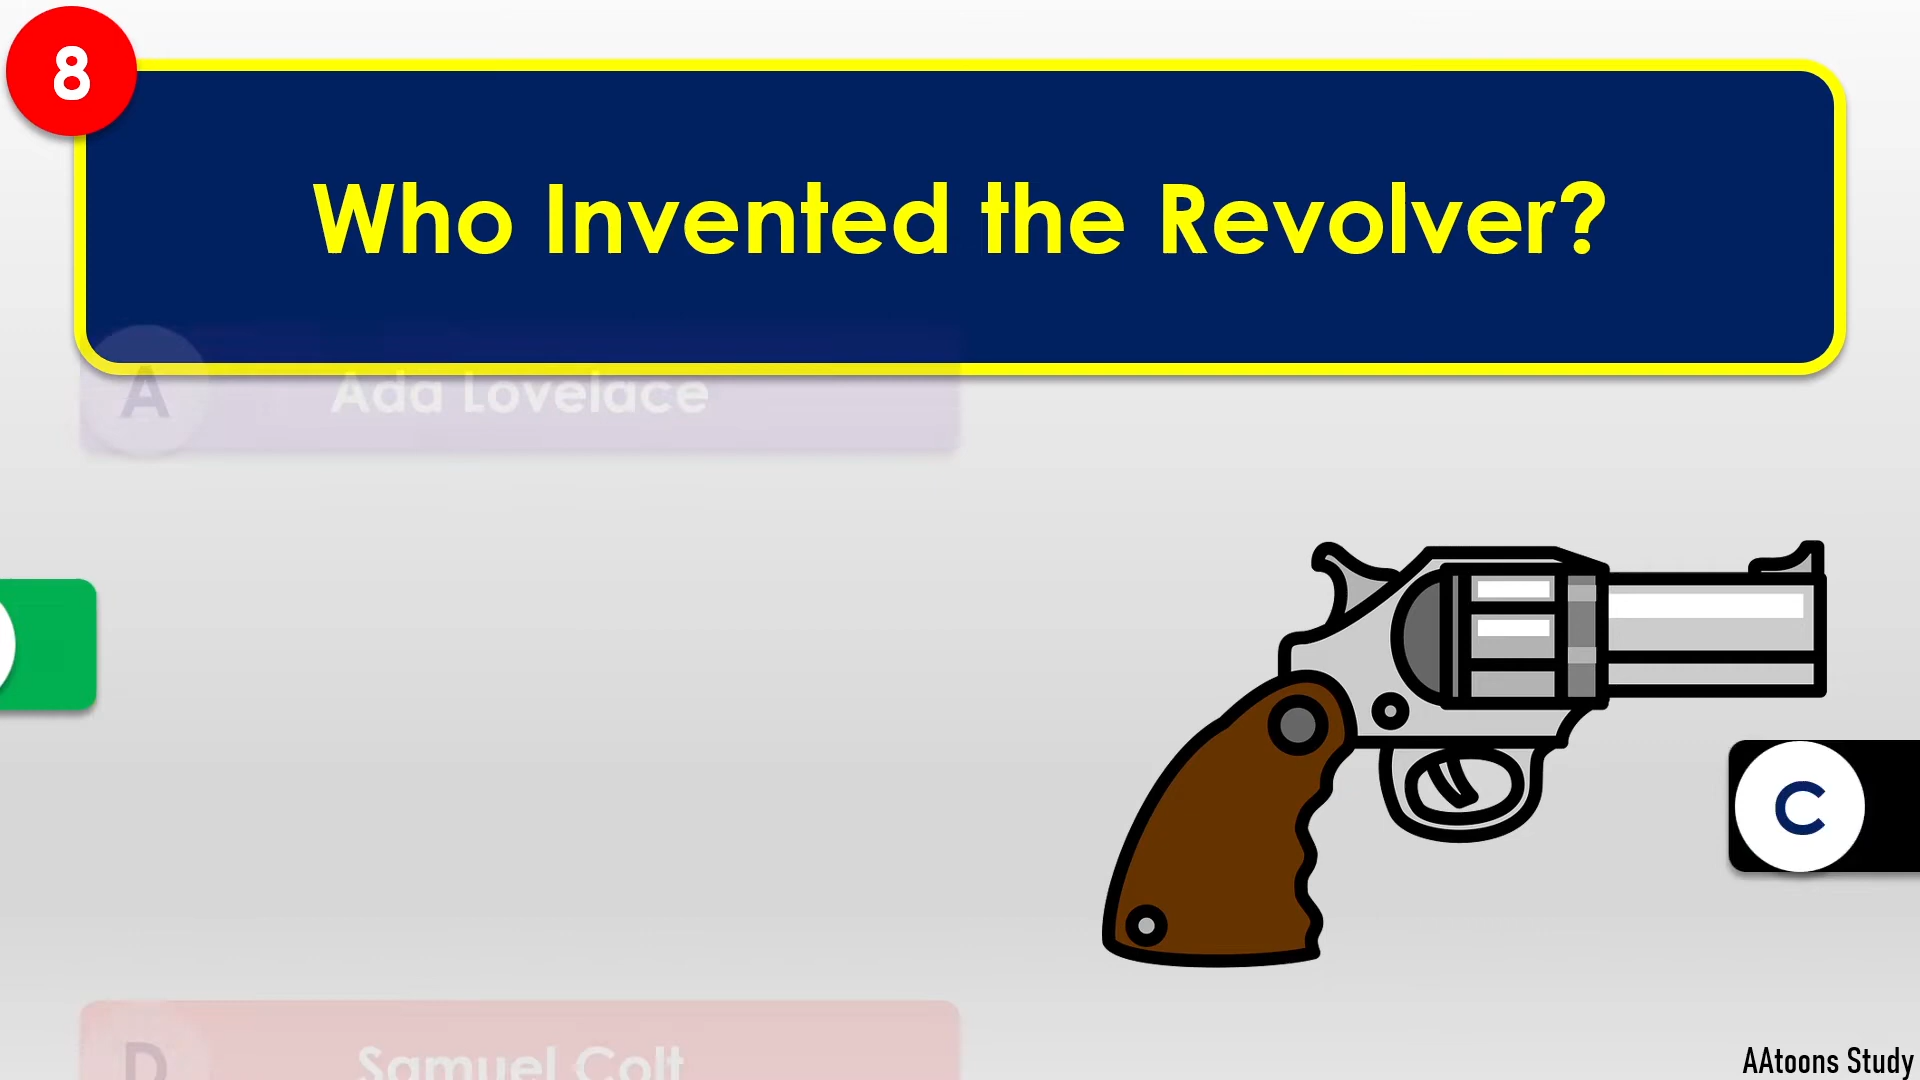 8
Who Invented the Revolver?
A
Ada Lovelace
C
D
Samuel Colt
AAtoons Study